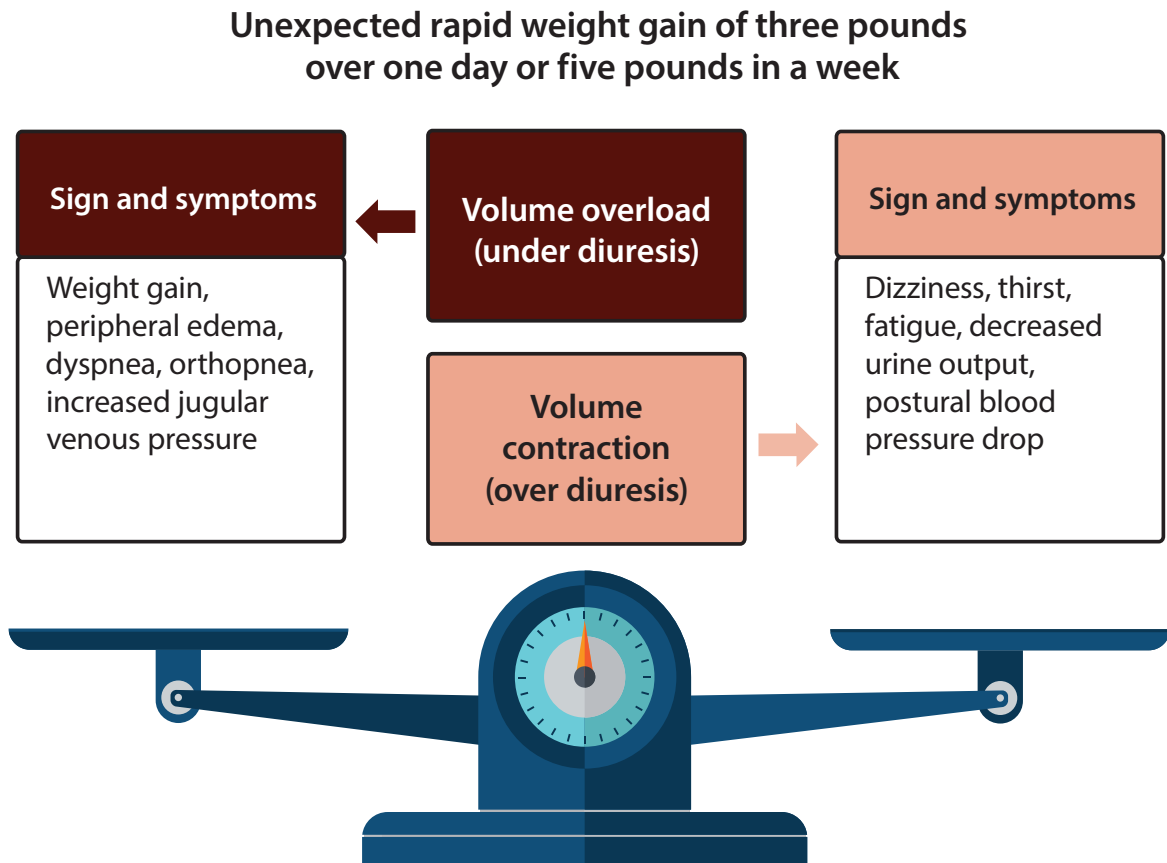 Unexpected rapid weight gain of three pounds
over one day or five pounds in a week
Sign and symptoms
Weight gain,
peripheral edema,
dyspnea, orthopnea,
increased jugular
venous pressure
Volume overload
(under diuresis)
Volume
contraction
(over diuresis)
Sign and symptoms
Dizziness, thirst,
fatigue, decreased
urine output,
postural blood
pressure drop